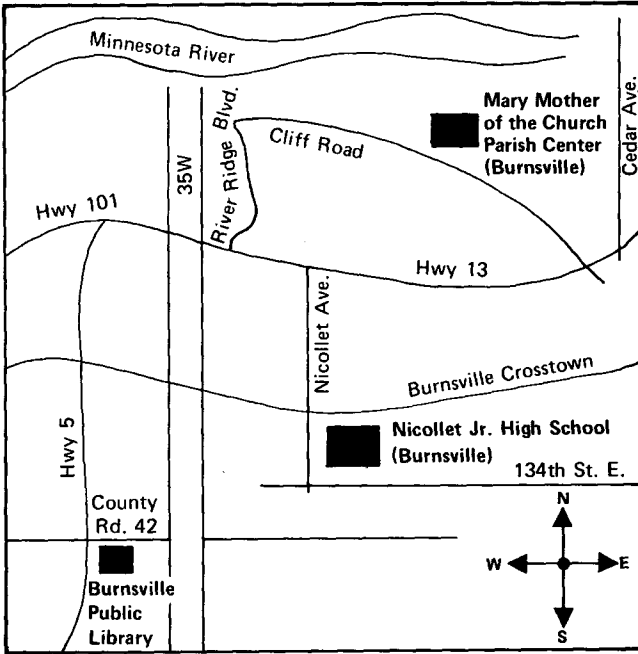 Minnesota River
Mary Mother
of the Church
Parish Center
(Burnsville)
Cedar Ave.
River Ridge Blvd.
Cliff Road
35W
Hwy 101
Hwy 13
Nicollet Ave.
Burnsville Crosstown
Hwy 5
Nicollet Jr. High School
(Burnsville)
134th St. E.
County
Rd. 42
Burnsville
Public
Library
N
W
E
S